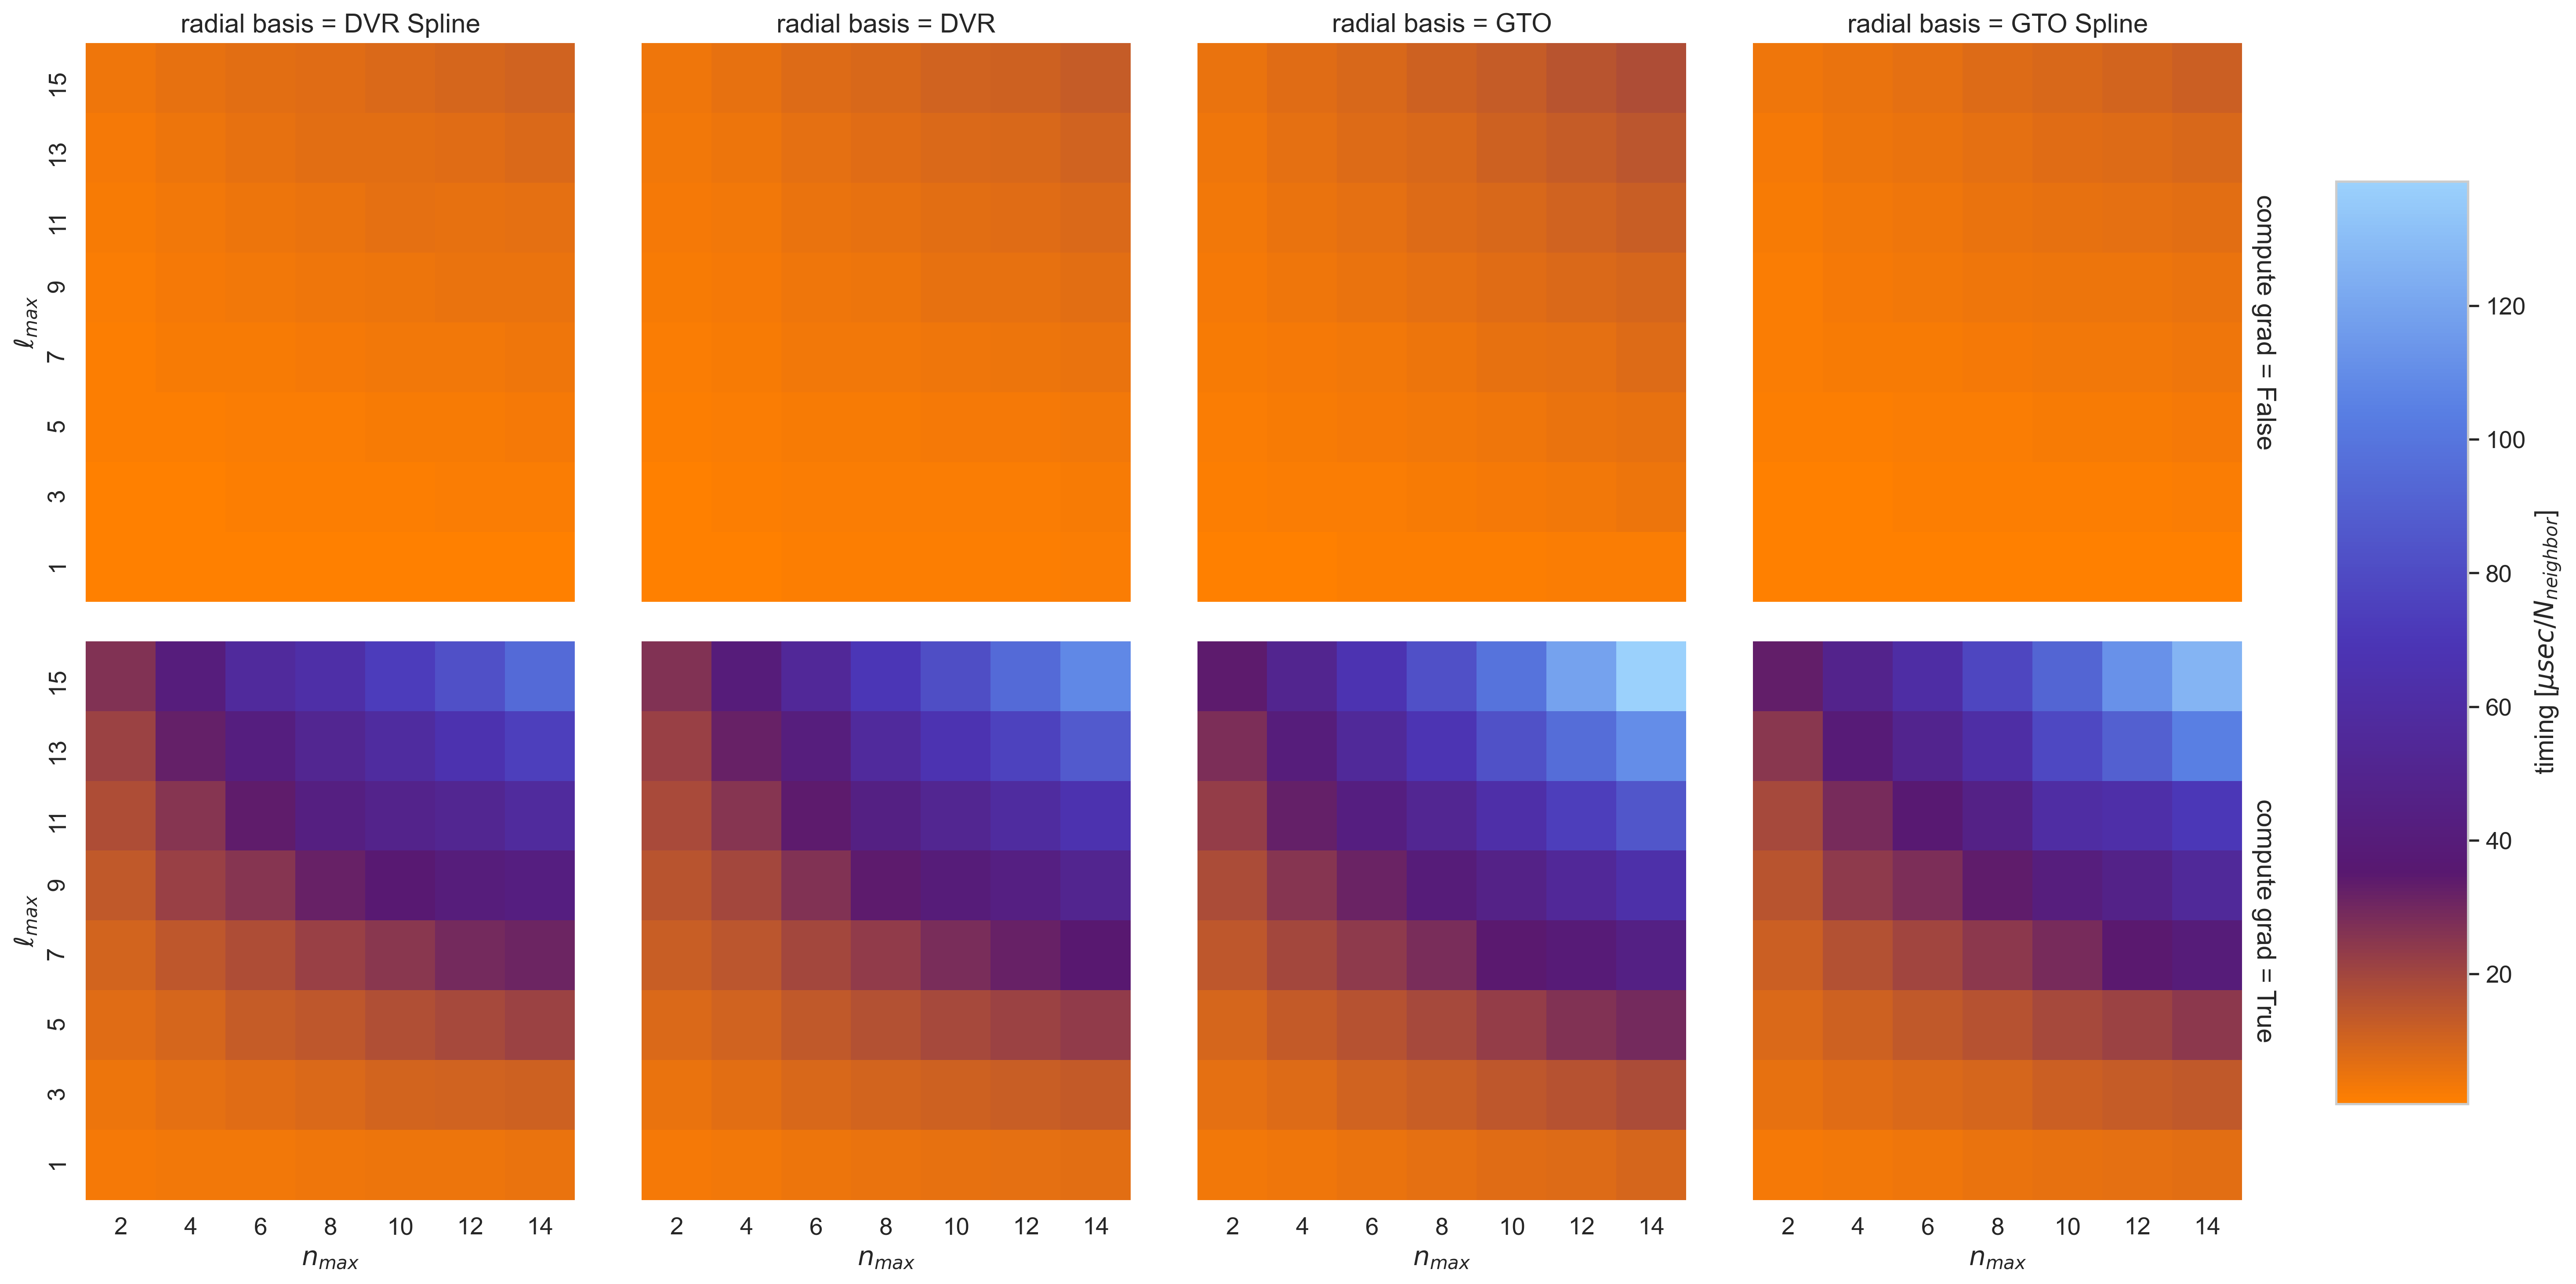 radial basis = DVR Spline
radial basis = DVR
radial basis = GTO
radial basis = GTO Spline
15
13
11
9
7
5
3
1
ℓmax
compute grad = False
15
13
11
9
7
5
3
1
ℓmax
compute grad = True
2 4 6 8 10 12 14
nmax
2 4 6 8 10 12 14
nmax
2 4 6 8 10 12 14
nmax
2 4 6 8 10 12 14
nmax
120
100
80
60
40
20
timing [μsec/Nneighbor]